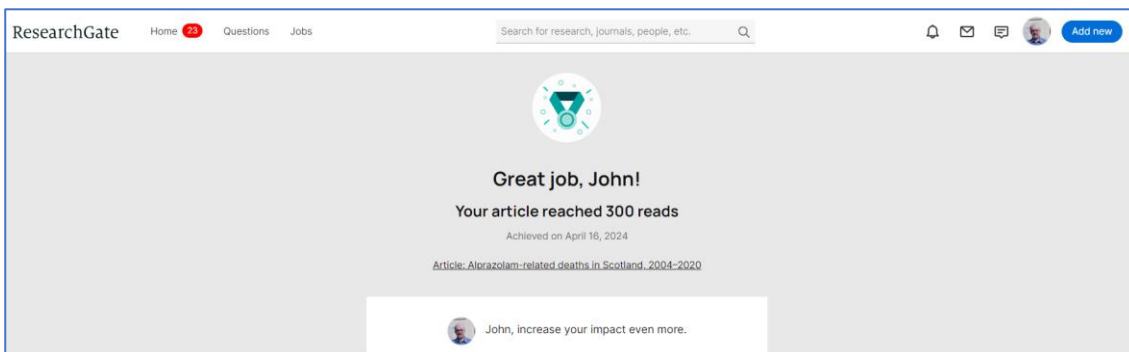 ResearchGate Home 23 Questions Jobs Search for research, journals, people, etc. Add new
Great job, John!
Your article reached 300 reads
Achieved on April 16, 2024
Article: Alprazolam-related deaths in Scotland, 2004–2020
John, increase your impact even more.